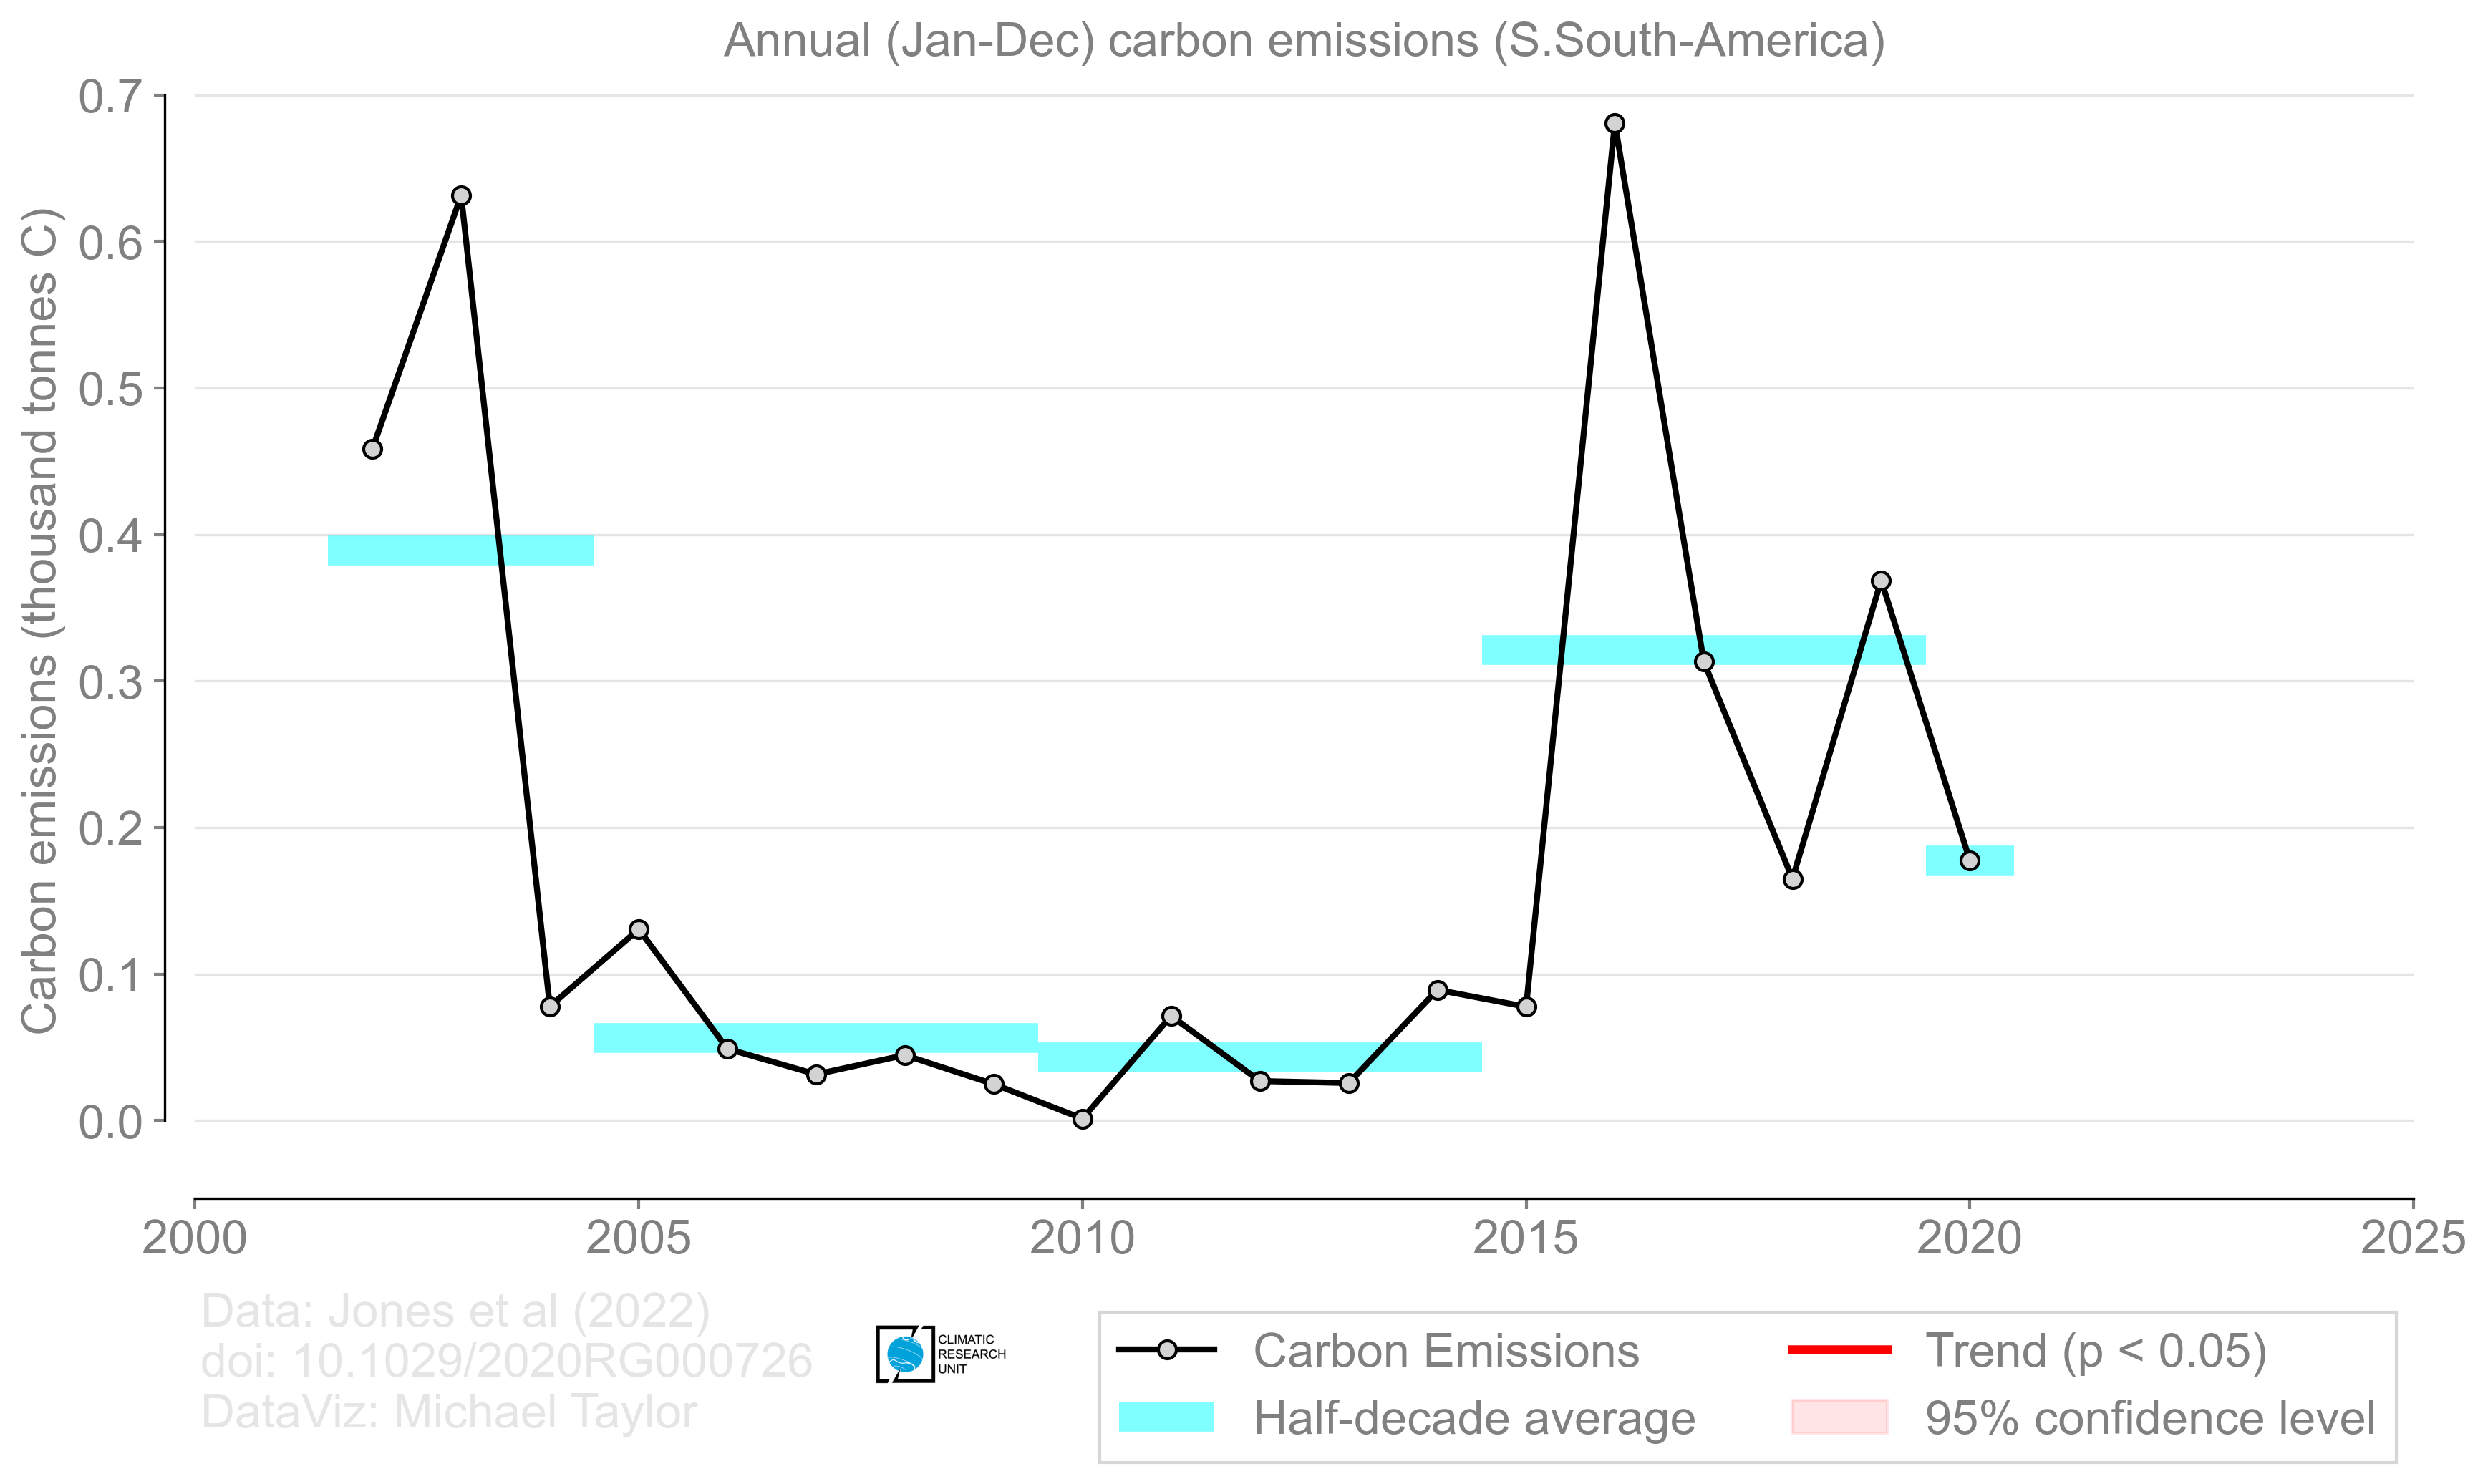 Annual (Jan-Dec) carbon emissions (S.South-America)
Carbon emissions (thousand tonnes C)
0.7
0.6
0.5
0.4
0.3
0.2
0.1
0.0
2000 2005 2010 2015 2020 2025
Data: Jones et al (2022)
doi: 10.1029/2020RG000726
DataViz: Michael Taylor
CLIMATIC
RESEARCH
UNIT
Carbon Emissions
Half-decade average
Trend (p < 0.05)
95% confidence level